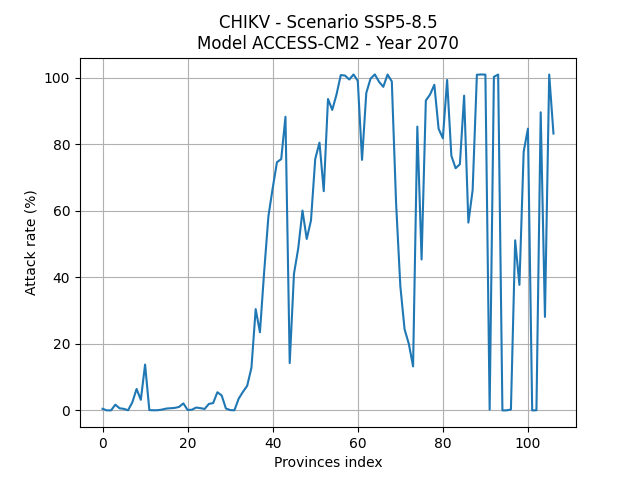 CHIKV - Scenario SSP5-8.5
Model ACCESS-CM2 - Year 2070
Attack rate (%)
100
80
60
40
20
0
0 20 40 60 80 100
Provinces index